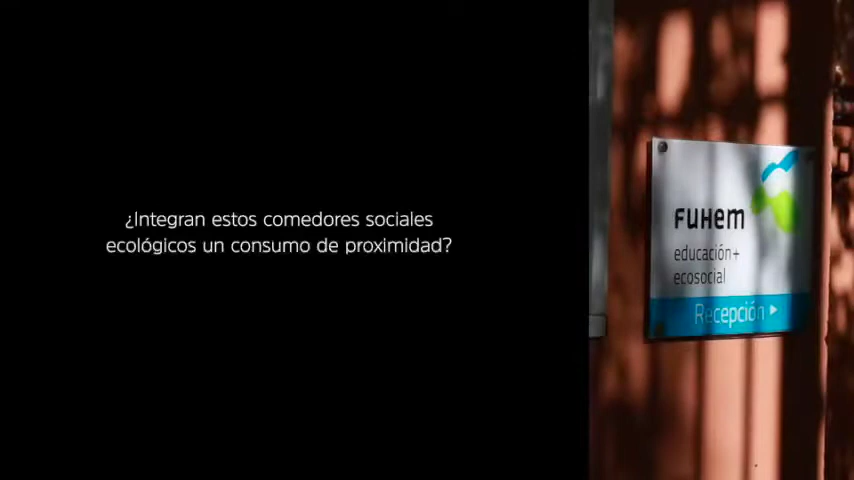 ¿Integran estos comedores sociales
ecológicos un consumo de proximidad?
FUHEM
educación+
ecosocial
Recepción